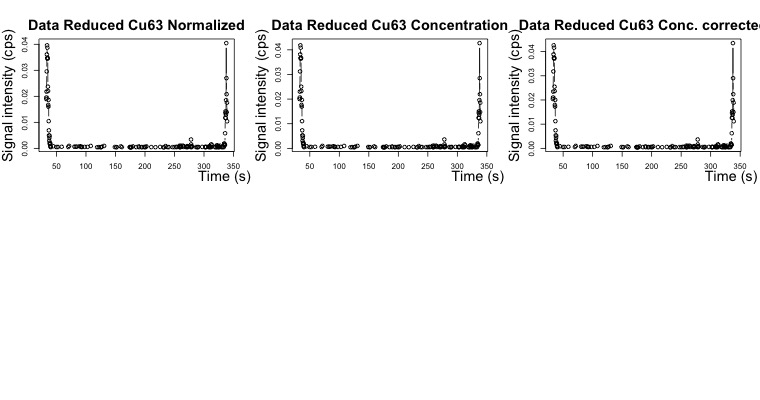 Data Reduced Cu63 Normalized
Signal intensity (cps)
0.00 0.01 0.02 0.03 0.04
50 100 150 200 250 300 350
Time (s)
Data Reduced Cu63 Concentration
Signal intensity (cps)
0.00 0.01 0.02 0.03 0.04
50 100 150 200 250 300 350
Time (s)
Data Reduced Cu63 Conc. corrected
Signal intensity (cps)
0.00 0.01 0.02 0.03 0.04
50 100 150 200 250 300 350
Time (s)